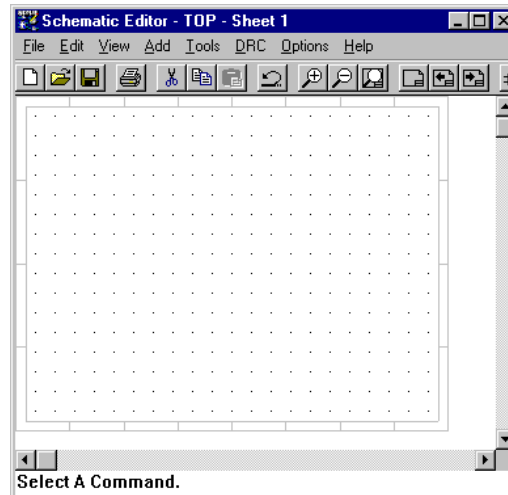 Schematic Editor - TOP - Sheet 1
File Edit View Add Tools DRC Options Help
Select A Command.